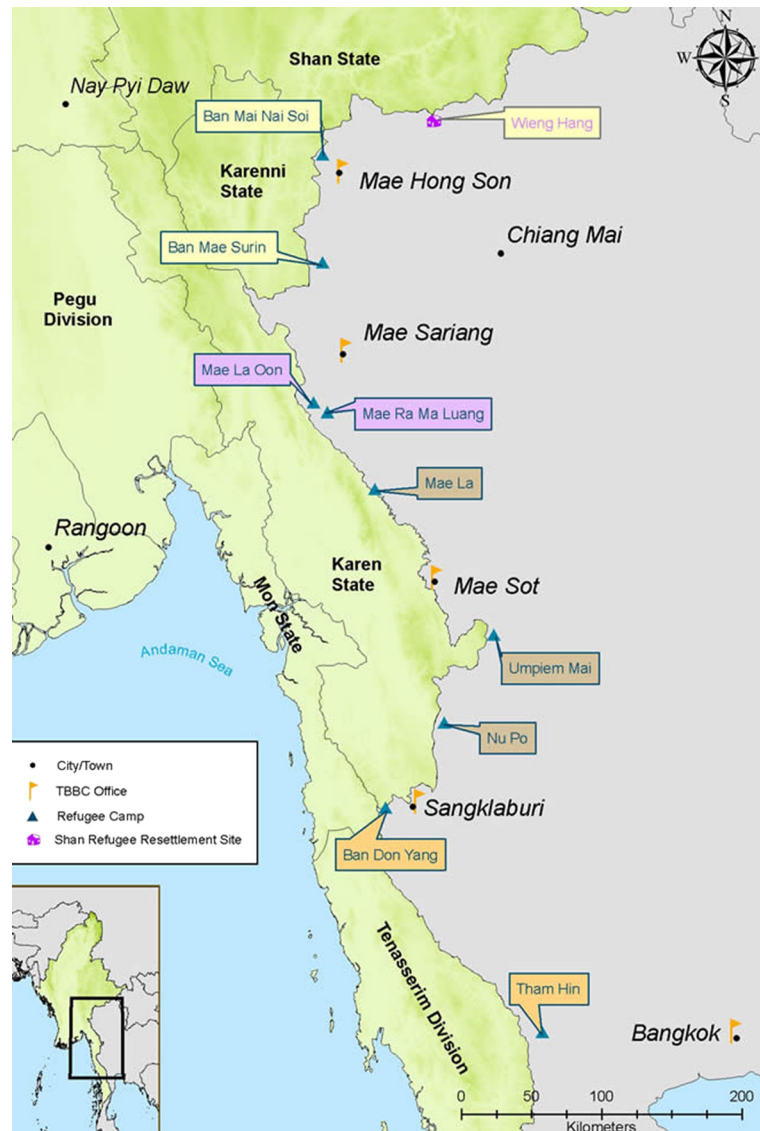 N
W
S
Shan State
Nay Pyi Daw
Ban Mai Nai Soi
Wieng Hang
Karenni
State
Mae Hong Son
Chiang Mai
Ban Mae Surin
Pegu
Division
Mae Sariang
Mae La Oon
Mae Ra Ma Luang
Mae La
Rangoon
Karen
State
Mae Sot
Mon State
Andaman Sea
Umpiem Mai
Nu Po
City/Town
TBBC Office
Refugee Camp
Shan Refugee Resettlement Site
Sangklaburi
Ban Don Yang
Tenasserim Division
Tham Hin
Bangkok
0 50 100 200
Kilometers